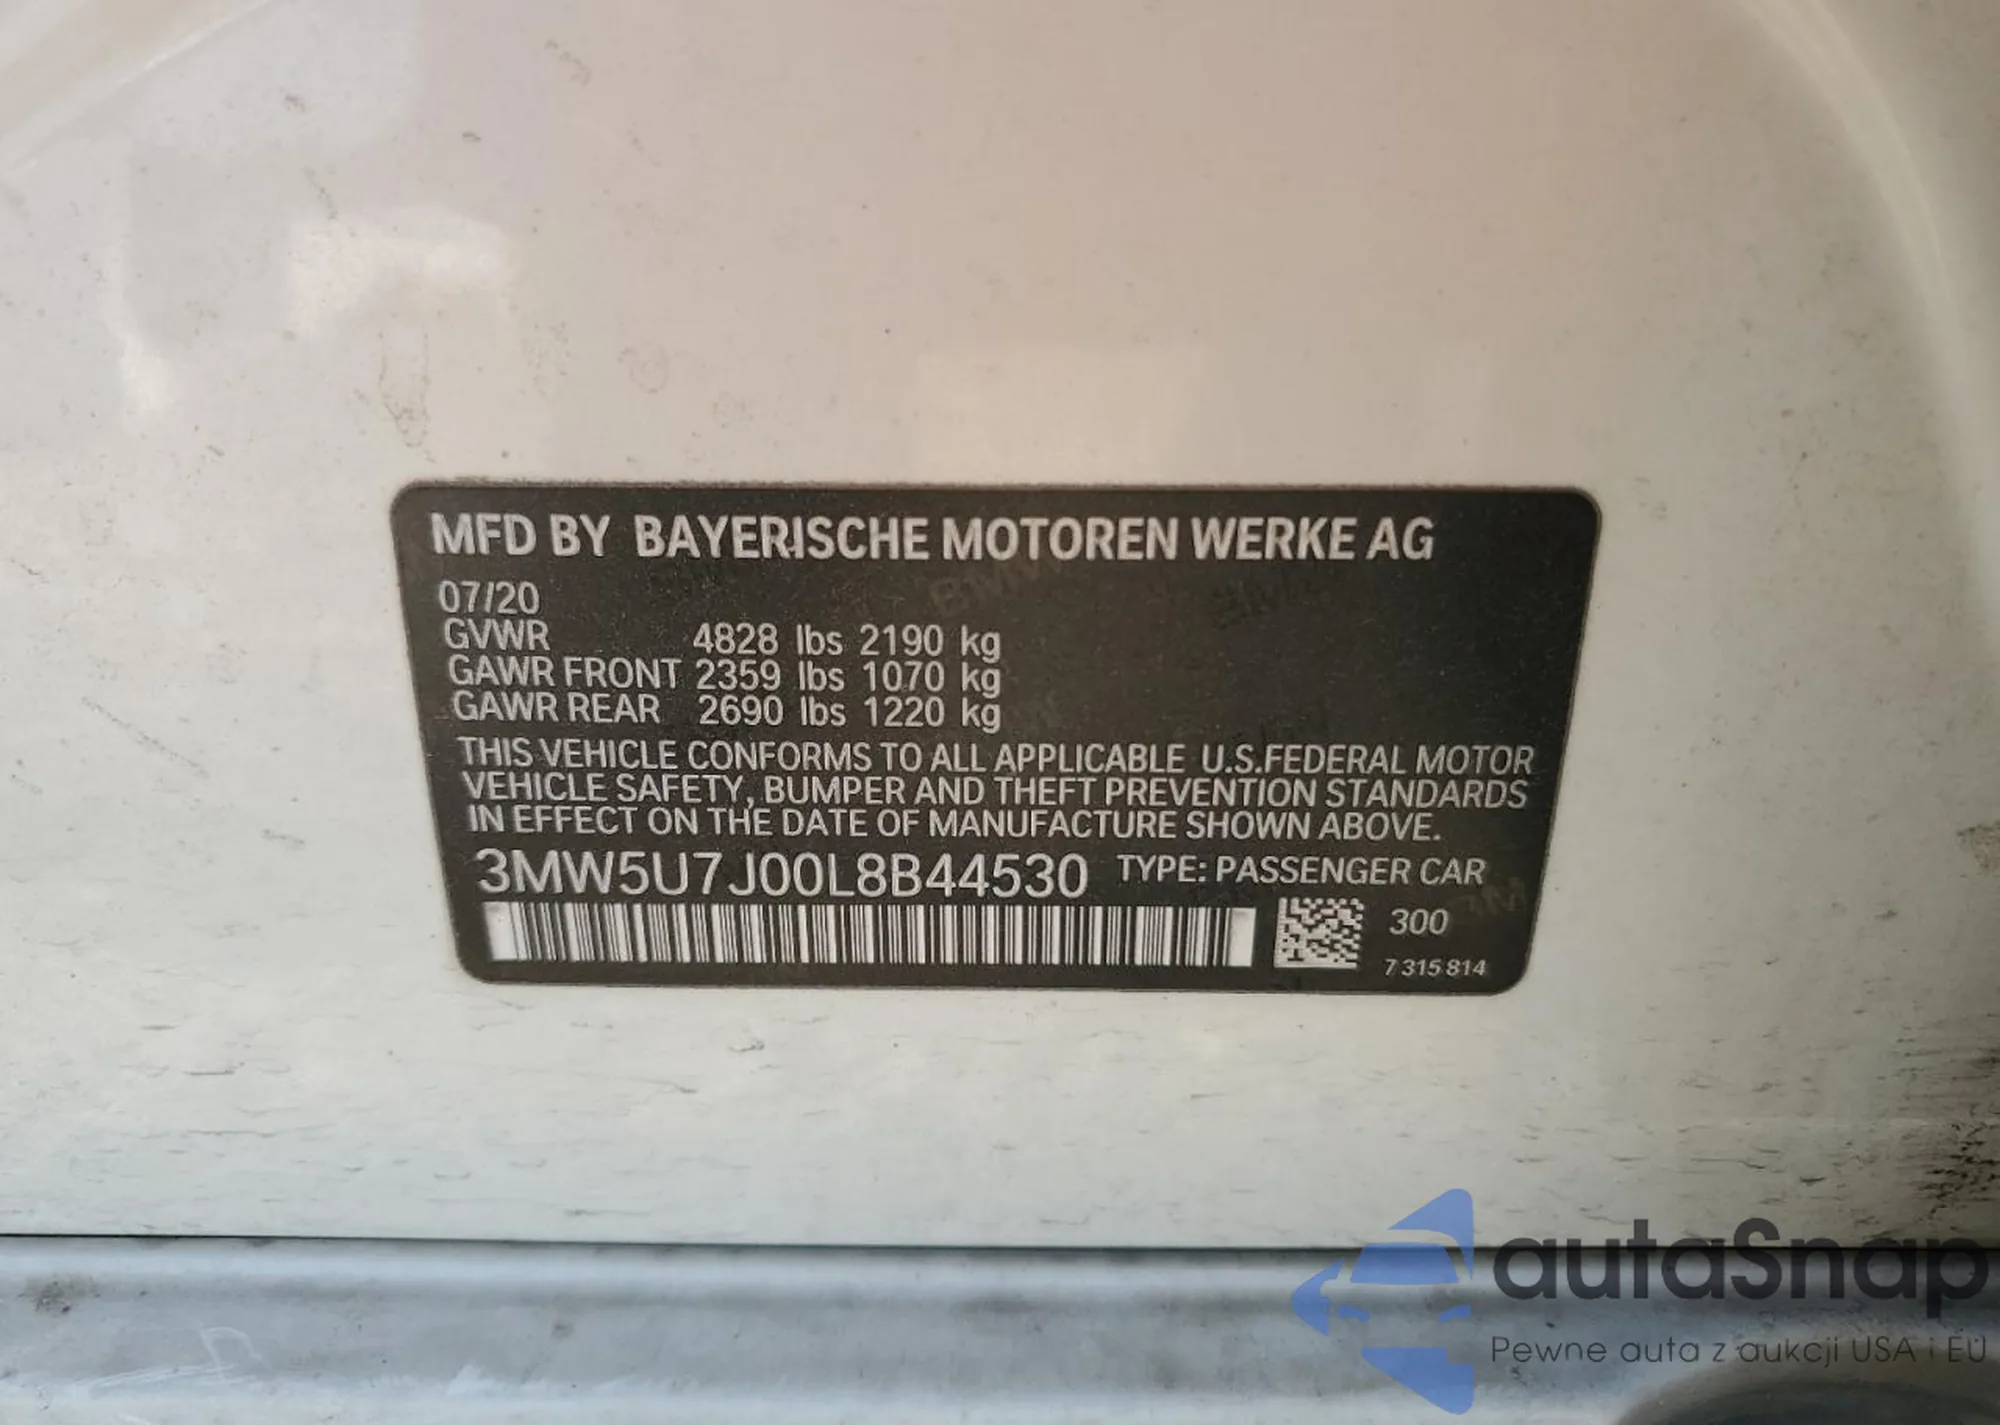 MFD BY BAYERISCHE MOTOREN WERKE AG
07/20
GVWR 4828 lbs 2190 kg
GAWR FRONT 2359 lbs 1070 kg
GAWR REAR 2690 lbs 1220 kg
THIS VEHICLE CONFORMS TO ALL APPLICABLE U.S.FEDERAL MOTOR
VEHICLE SAFETY, BUMPER AND THEFT PREVENTION STANDARDS
IN EFFECT ON THE DATE OF MANUFACTURE SHOWN ABOVE.
3MW5U7J00L8B44530 TYPE: PASSENGER CAR
300
7 315 814
autaSnap
Pewne auta z aukcji USA i EU